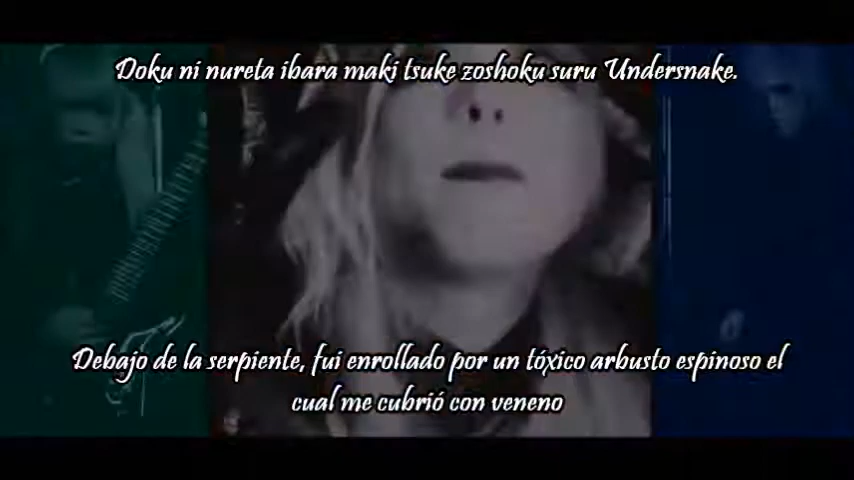 Doku ni nureta ibara maki tsuke zoshoku suru Undersnake.
Debajo de la serpiente, fui enrollado por un tóxico arbusto espinoso el
cual me cubrió con veneno